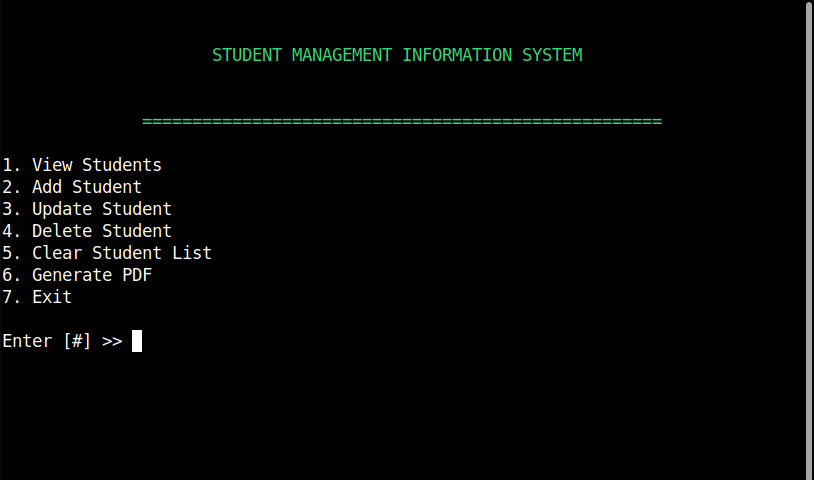 STUDENT MANAGEMENT INFORMATION SYSTEM
====================================================
1. View Students
2. Add Student
3. Update Student
4. Delete Student
5. Clear Student List
6. Generate PDF
7. Exit
Enter [#] >>